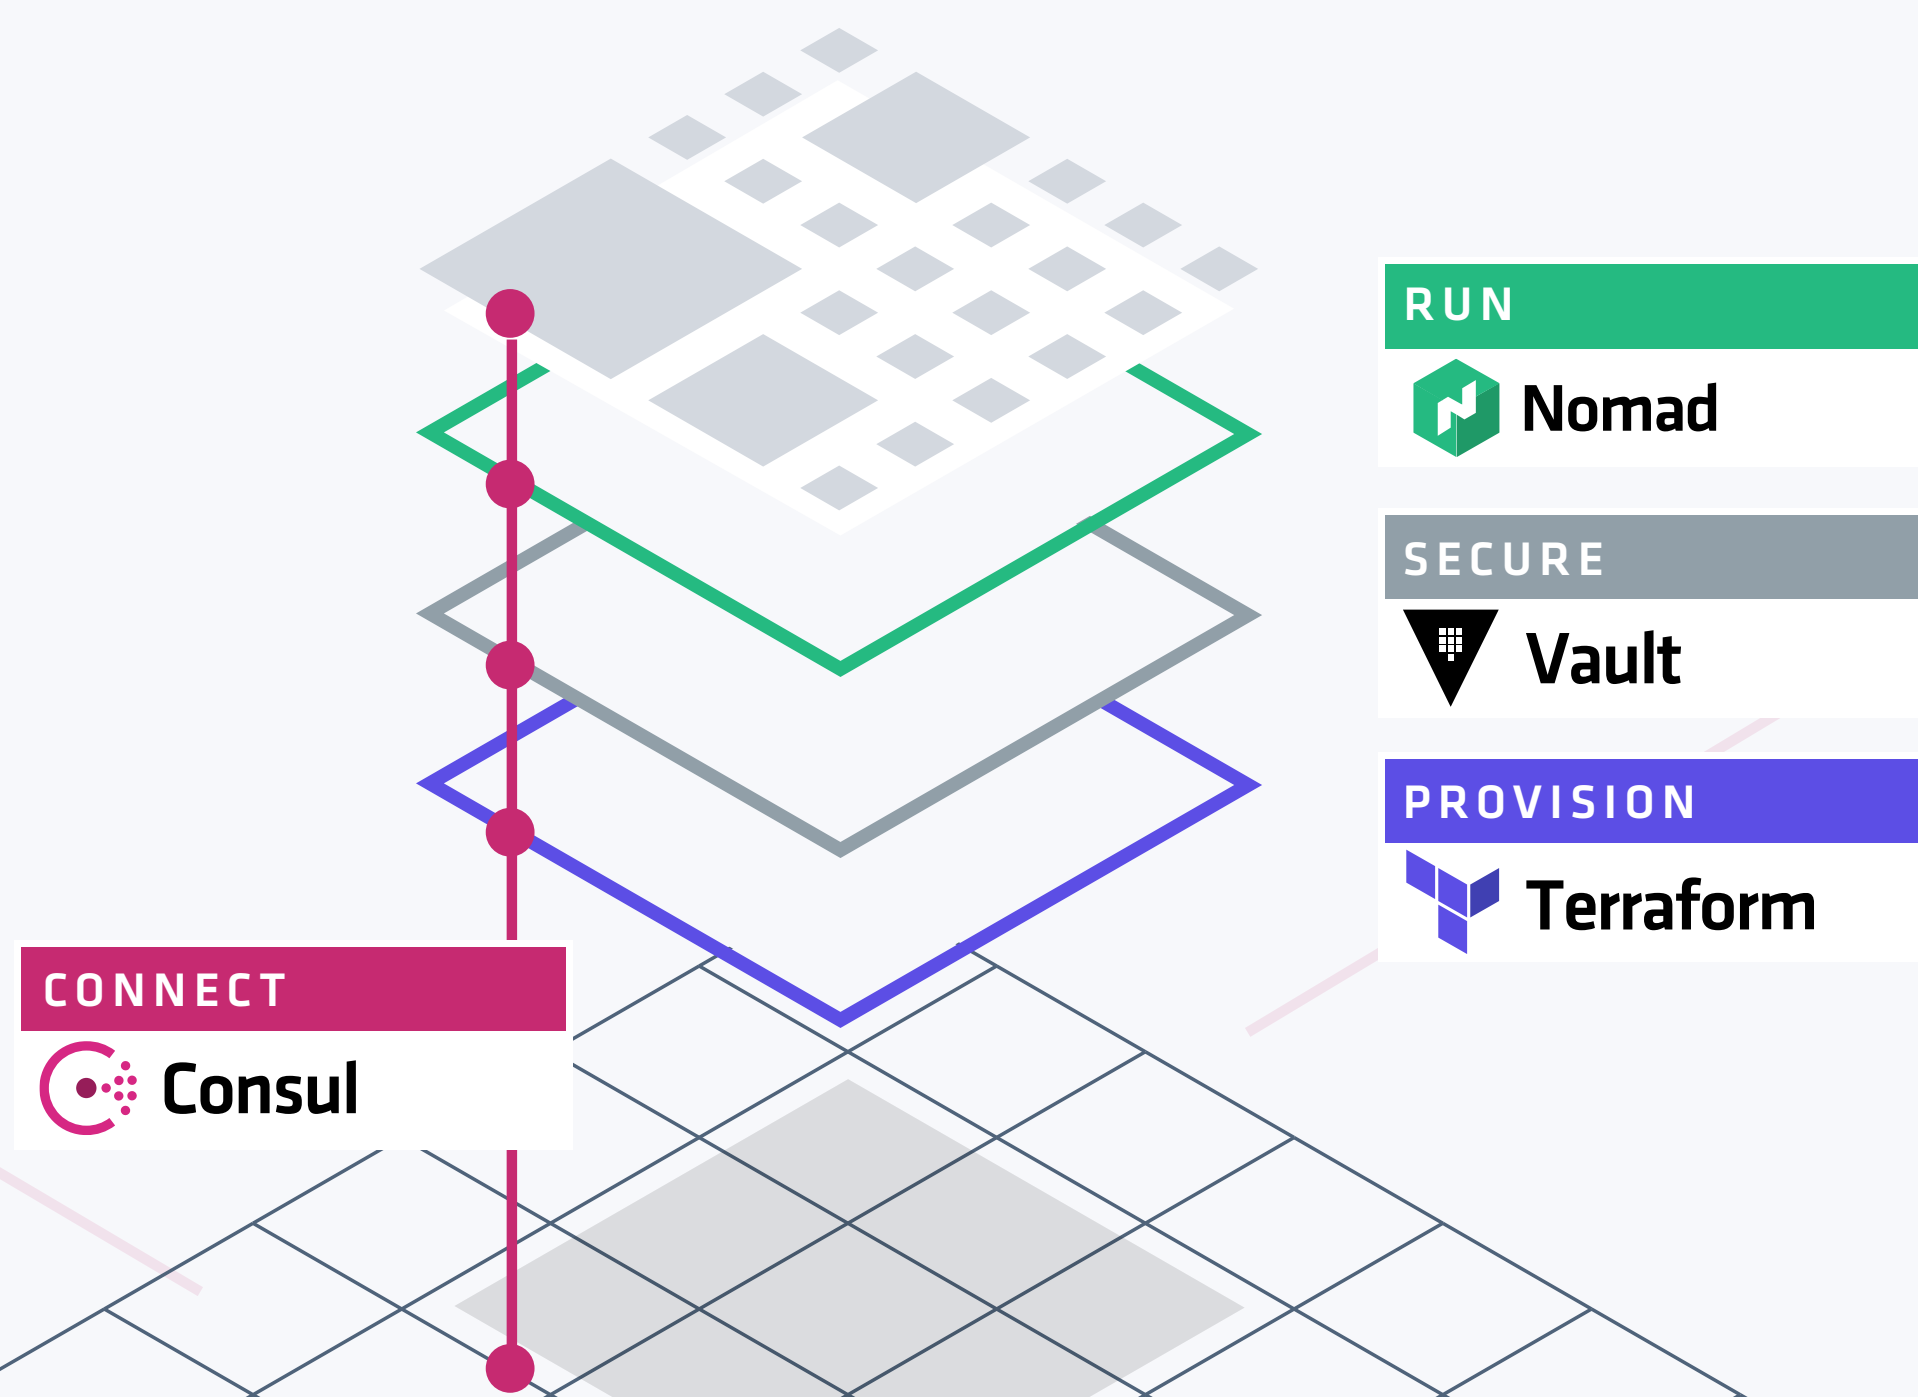 RUN
Nomad
SECURE
Vault
PROVISION
Terraform
CONNECT
Consul